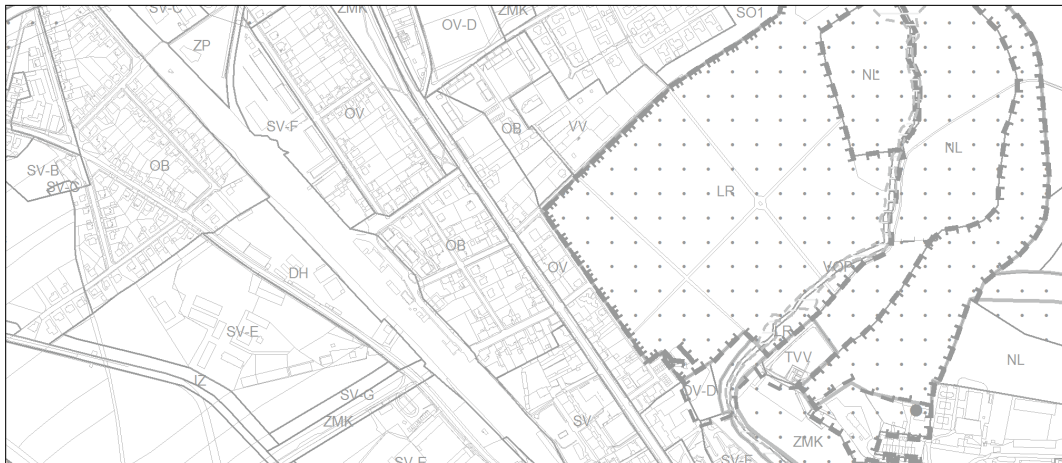 SV-C
ZMK
OV-D
ZMK
SO1
ZP
NL
SV-F
OV
OB
VV
NL
OB
SV-B
SV-G
LR
OB
OV
VOP
DH
SV-E
LR
TVV
NL
IZ
OV-D
SV-G
ZMK
SV
ZMK
SV-F
SV-F